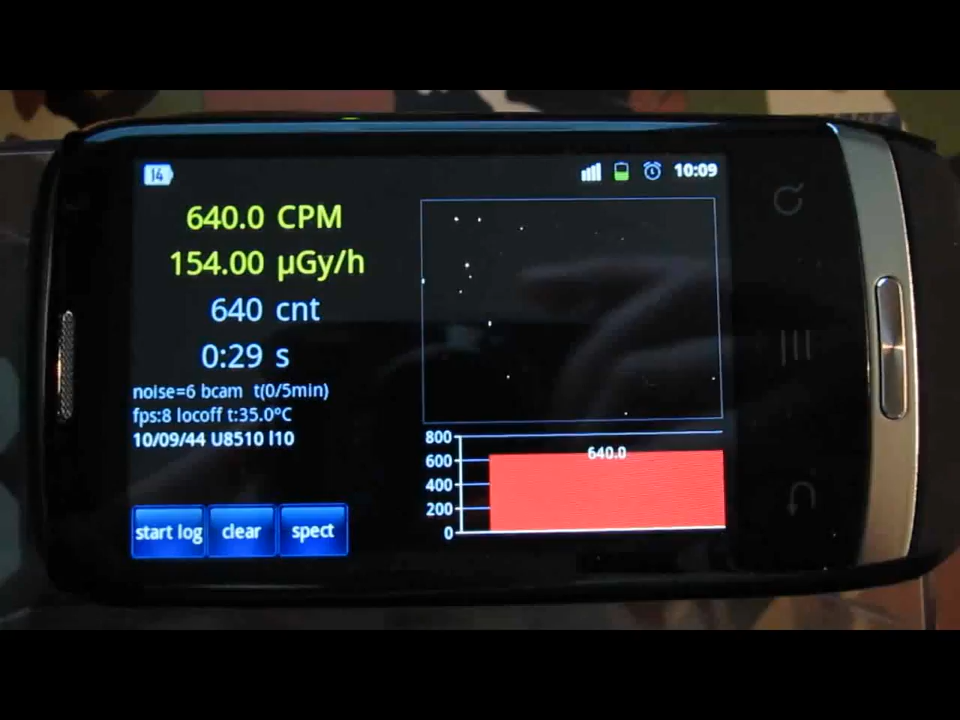 14
10:09
640.0 CPM
154.00 µGy/h
640 cnt
0:29 s
noise=6 bcam t(0/5min)
fps:8 locoff t:35.0ºC
10/09/44 U8510 l10
start log
clear
spect
800
600
400
200
0
640.0